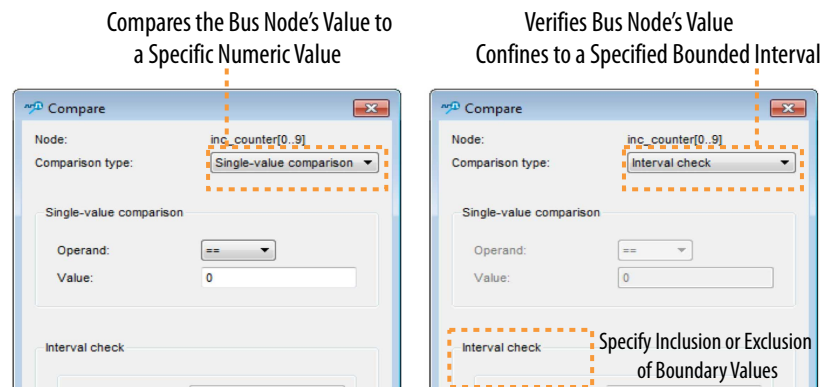 Compares the Bus Node's Value to
a Specific Numeric Value
Verifies Bus Node's Value
Confines to a Specified Bounded Interval
Compare
Node: inc_counter[0..9]
Comparison type: Single-value comparison
Single-value comparison
Operand: ==
Value: 0
Interval check
Compare
Node: inc_counter[0..9]
Comparison type: Interval check
Single-value comparison
Operand: ==
Value: 0
Interval check
Specify Inclusion or Exclusion
of Boundary Values